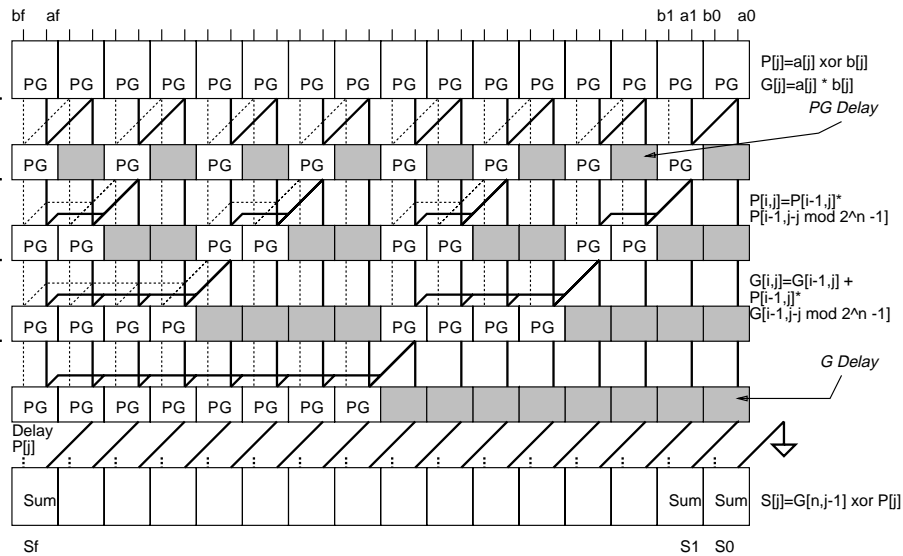 bf af b1 a1 b0 a0
PG PG PG PG PG PG PG PG PG PG PG PG PG PG PG PG
P[j]=a[j] xor b[j]
G[j]=a[j] * b[j]
PG Delay
PG PG PG PG PG PG PG PG
P[i,j]=P[i-1,j]*
P[i-1,j-j mod 2^n -1]
PG PG PG PG PG PG PG PG
G[i,j]=G[i-1,j] +
P[i-1,j]*
G[i-1,j-j mod 2^n -1]
PG PG PG PG PG PG PG PG
G Delay
PG PG PG PG PG PG PG PG
Delay
P[j]
Sum Sum Sum
S[j]=G[n,j-1] xor P[j]
Sf S1 S0